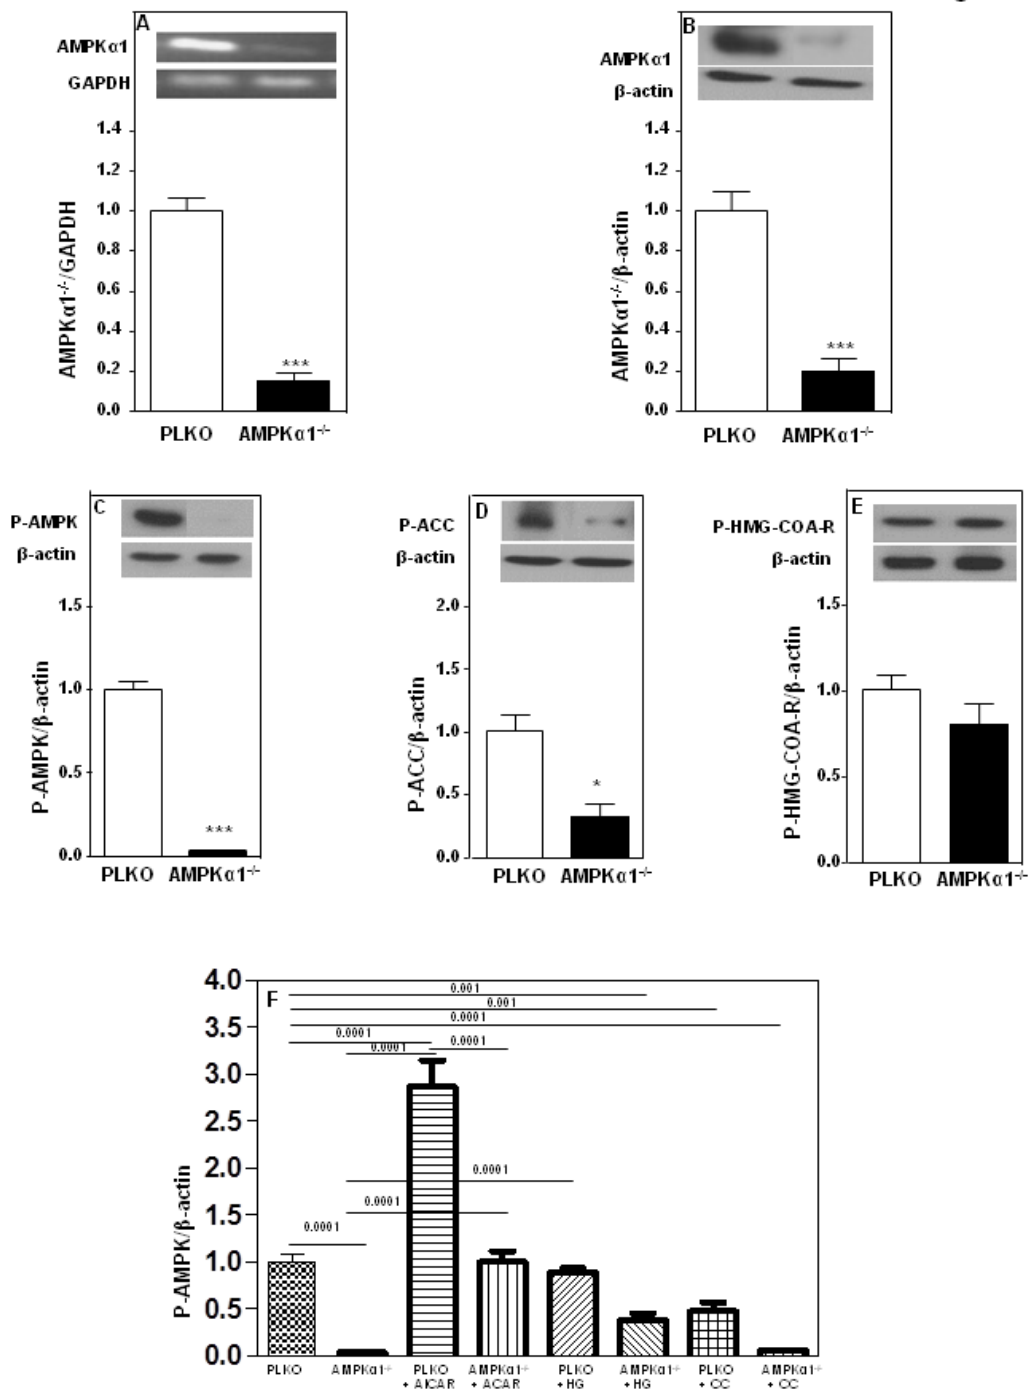 A
AMPKα1
GAPDH
1.4
1.2
1.0
0.8
0.6
0.4
0.2
0.0
AMPKα1-/-/GAPDH
***
PLKO AMPKα1-/-
B
AMPKα1
β-actin
1.4
1.2
1.0
0.8
0.6
0.4
0.2
0.0
AMPKα1-/-/β-actin
***
PLKO AMPKα1-/-
C
P-AMPK
β-actin
1.5
1.0
0.5
0.0
P-AMPK/β-actin
***
PLKO AMPKα1-/-
D
P-ACC
β-actin
2.0
1.5
1.0
0.5
0.0
P-ACC/β-actin
*
PLKO AMPKα1-/-
E
P-HMG-COA-R
β-actin
1.5
1.0
0.5
0.0
P-HMG-COA-R/β-actin
PLKO AMPKα1-/-
F
4.0
3.5
3.0
2.5
2.0
1.5
1.0
0.5
0.0
P-AMPK/β-actin
0.001
0.001
0.0001
0.0001
0.0001
0.0001
0.0001
0.0001
0.0001
PLKO
AMPKα1-/-
PLKO
+ AICAR
AMPKα1-/-
+ ACAR
PLKO
+ HG
AMPKα1-/-
+ HG
PLKO
+ CC
AMPKα1-/-
+ CC